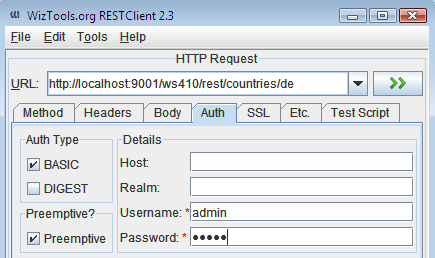 WizTools.org RESTClient 2.3
File Edit Tools Help
HTTP Request
URL: http://localhost:9001/ws410/rest/countries/de
Method Headers Body Auth SSL Etc. Test Script
Auth Type
BASIC
DIGEST
Preemptive?
Preemptive
Details
Host:
Realm:
Username: * admin
Password: * •••••